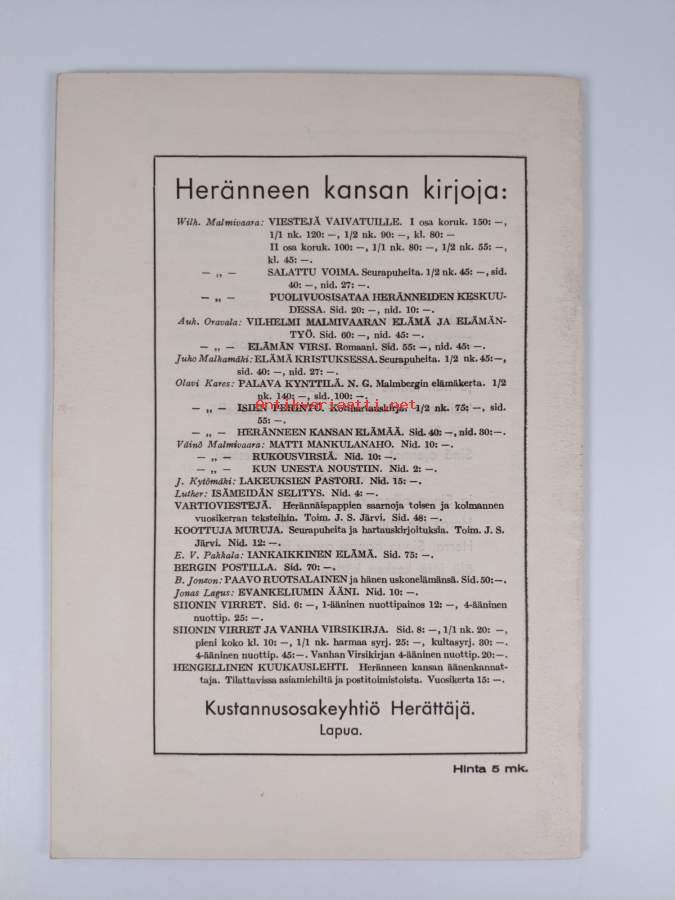 Heränneen kansan kirjoja:
Wilh. Malmivaara: VIESTEJÄ VAIVATUILLE. I osa koruk. 150: —,
1/1 nk. 120: —, 1/2 nk. 90: —, kl. 80: —
II osa koruk. 100: —, 1/1 nk. 80: —, 1/2 nk. 55: —,
kl. 45: —.
— „ — SALATTU VOIMA. Seurapuheita. 1/2 nk. 45: —, sid.
40: —, nid. 27: —.
— „ — PUOLIVUOSISATAA HERÄNNEIDEN KESKUU-
DESSA. Sid. 20: —, nid. 10: —.
Auk. Oravala: VILHELMI MALMIVAARAN ELÄMÄ JA ELÄMÄN-
TYÖ. Sid. 60: —, nid. 45: —.
— „ — ELÄMÄN VIRSI. Romaani. Sid. 55: —, nid. 45: —.
Juho Malkamäki: ELÄMÄ KRISTUKSESSA. Seurapuheita. 1/2 nk. 45: —,
sid. 40: —, nid. 27: —.
Olavi Kares: PALAVA KYNTTILÄ. N. G. Malmbergin elämäkerta. 1/2
nk. 140: —, sid. 100: —.
antikvariaatti.net
— „ — ISIEN PERINTÖ. Kotihartauskirja. 1/2 nk. 75: —, sid.
55: —.
— „ — HERÄNNEEN KANSAN ELÄMÄÄ. Sid. 40: —, nid. 30: —.
Väinö Malmivaara: MATTI MANKULANAHO. Nid. 10: —.
— „ — RUKOUSVIRSIÄ. Nid. 10: —.
— „ — KUN UNESTA NOUSTIIN. Nid. 2: —.
J. Kytömäki: LAKEUKSIEN PASTORI. Nid. 15: —.
Luther: ISÄMEIDÄN SELITYS. Nid. 4: —.
VARTIOVIESTEJÄ. Herännäispappien saarnoja toisen ja kolmannen
vuosikerran teksteihin. Toim. J. S. Järvi. Sid. 48: —.
KOOTTUJA MURUJA. Seurapuheita ja hartauskirjoituksia. Toim. J. S.
Järvi. Nid. 12: —.
E. V. Pakkala: IANKAIKKINEN ELÄMÄ. Sid. 75: —.
BERGIN POSTILLA. Sid. 70: —.
B. Jonzon: PAAVO RUOTSALAINEN ja hänen uskonelämänsä. Sid. 50: —.
Jonas Lagus: EVANKELIUMIN ÄÄNI. Nid. 10: —.
SIIONIN VIRRET. Sid. 6: —, 1-ääninen nuottipainos 12: —, 4-ääninen
nuottip. 25: —.
SIIONIN VIRRET JA VANHA VIRSIKIRJA. Sid. 8: —, 1/1 nk. 20: —,
pieni koko kl. 10: —, 1/1 nk. harmaa syrj. 25: —, kultasyrj. 30: —.
4-ääninen nuottip. 45: —. Vanhan Virsikirjan 4-ääninen nuottip. 20: —.
HENGELLINEN KUUKAUSLEHTI. Heränneen kansan äänenkannat-
taja. Tilattavissa asiamiehiltä ja postitoimistoista. Vuosikerta 15: —.
Kustannusosakeyhtiö Herättäjä.
Lapua.
Hinta 5 mk.